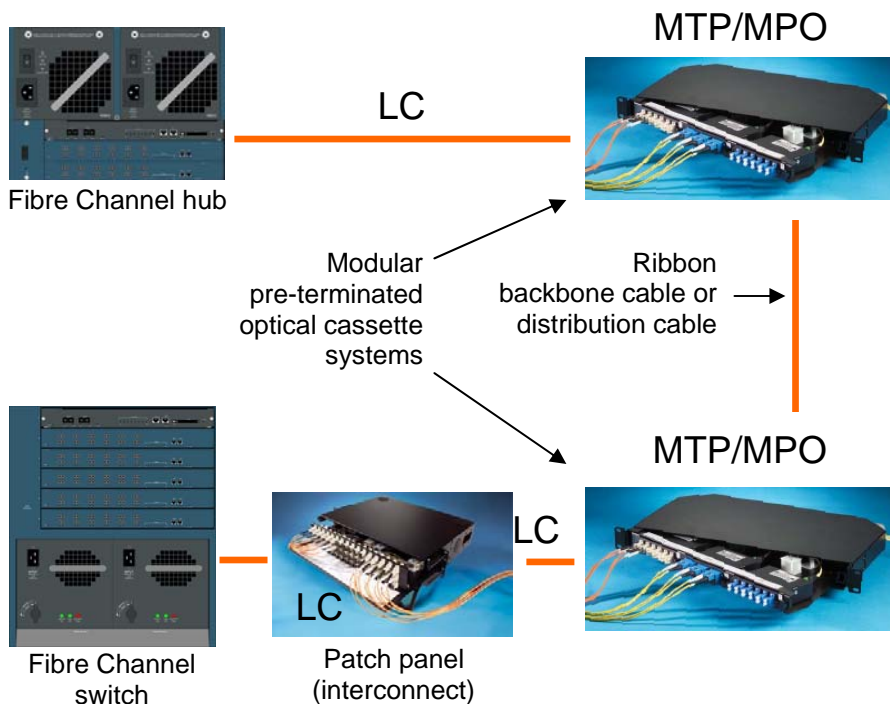 MTP/MPO
LC
Fibre Channel hub
Modular
pre-terminated
optical cassette
systems
Ribbon
backbone cable or
distribution cable
MTP/MPO
LC
LC
Fibre Channel
switch
Patch panel
(interconnect)